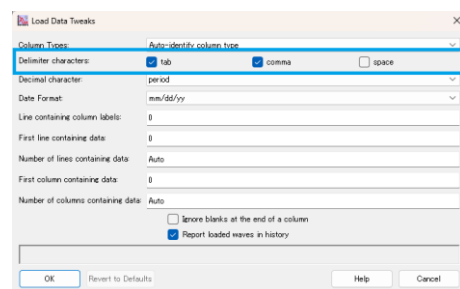 Load Data Tweaks
Column Types: Auto-identify column type
Delimiter characters: tab comma space
Decimal character: period
Date Format: mm/dd/yy
Line containing column labels: 0
First line containing data: 0
Number of lines containing data: Auto
First column containing data: 0
Number of columns containing data: Auto
Ignore blanks at the end of a column
Report loaded waves in history
OK Revert to Defaults Help Cancel